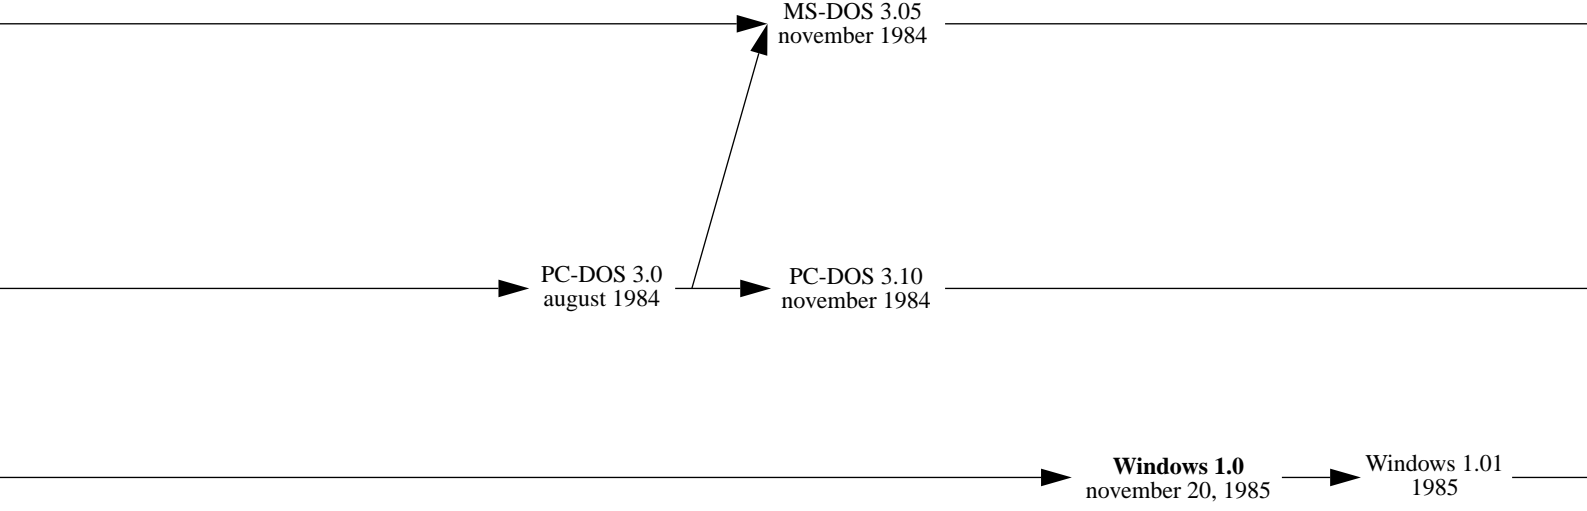 MS-DOS 3.05
november 1984
PC-DOS 3.0
august 1984
PC-DOS 3.10
november 1984
Windows 1.0
november 20, 1985
Windows 1.01
1985